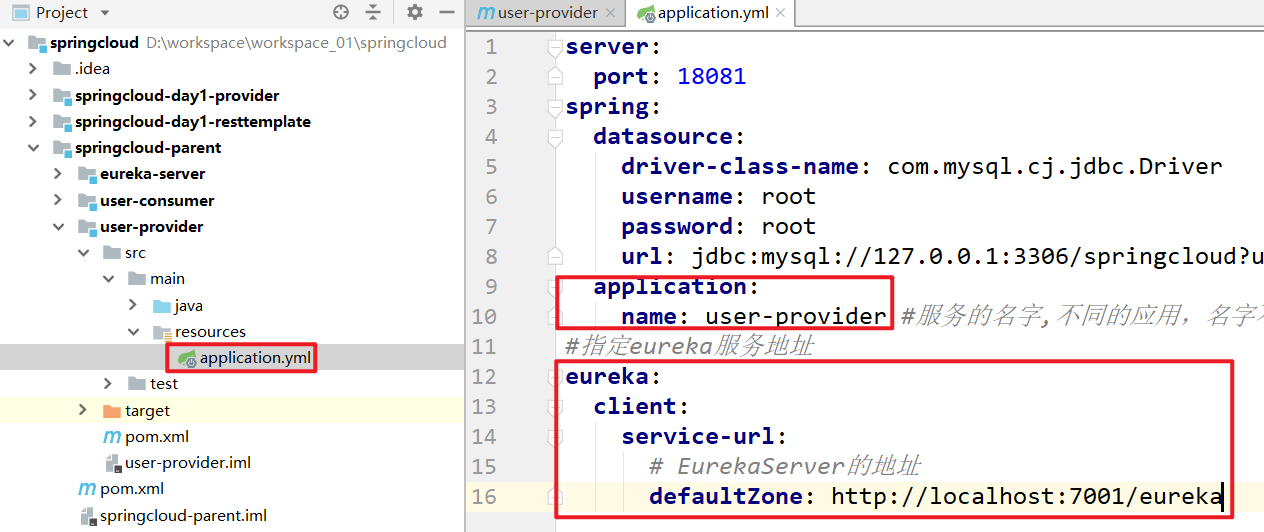 Project
springcloud D:\workspace\workspace_01\springcloud
.idea
springcloud-day1-provider
springcloud-day1-resttemplate
springcloud-parent
eureka-server
user-consumer
user-provider
src
main
java
resources
application.yml
test
target
pom.xml
user-provider.iml
pom.xml
springcloud-parent.iml
user-provider
application.yml
1 server:
2 port: 18081
3 spring:
4 datasource:
5 driver-class-name: com.mysql.cj.jdbc.Driver
6 username: root
7 password: root
8 url: jdbc:mysql://127.0.0.1:3306/springcloud?u
9 application:
10 name: user-provider #服务的名字,不同的应用，名字
11 #指定eureka服务地址
12 eureka:
13 client:
14 service-url:
15 # EurekaServer的地址
16 defaultZone: http://localhost:7001/eureka